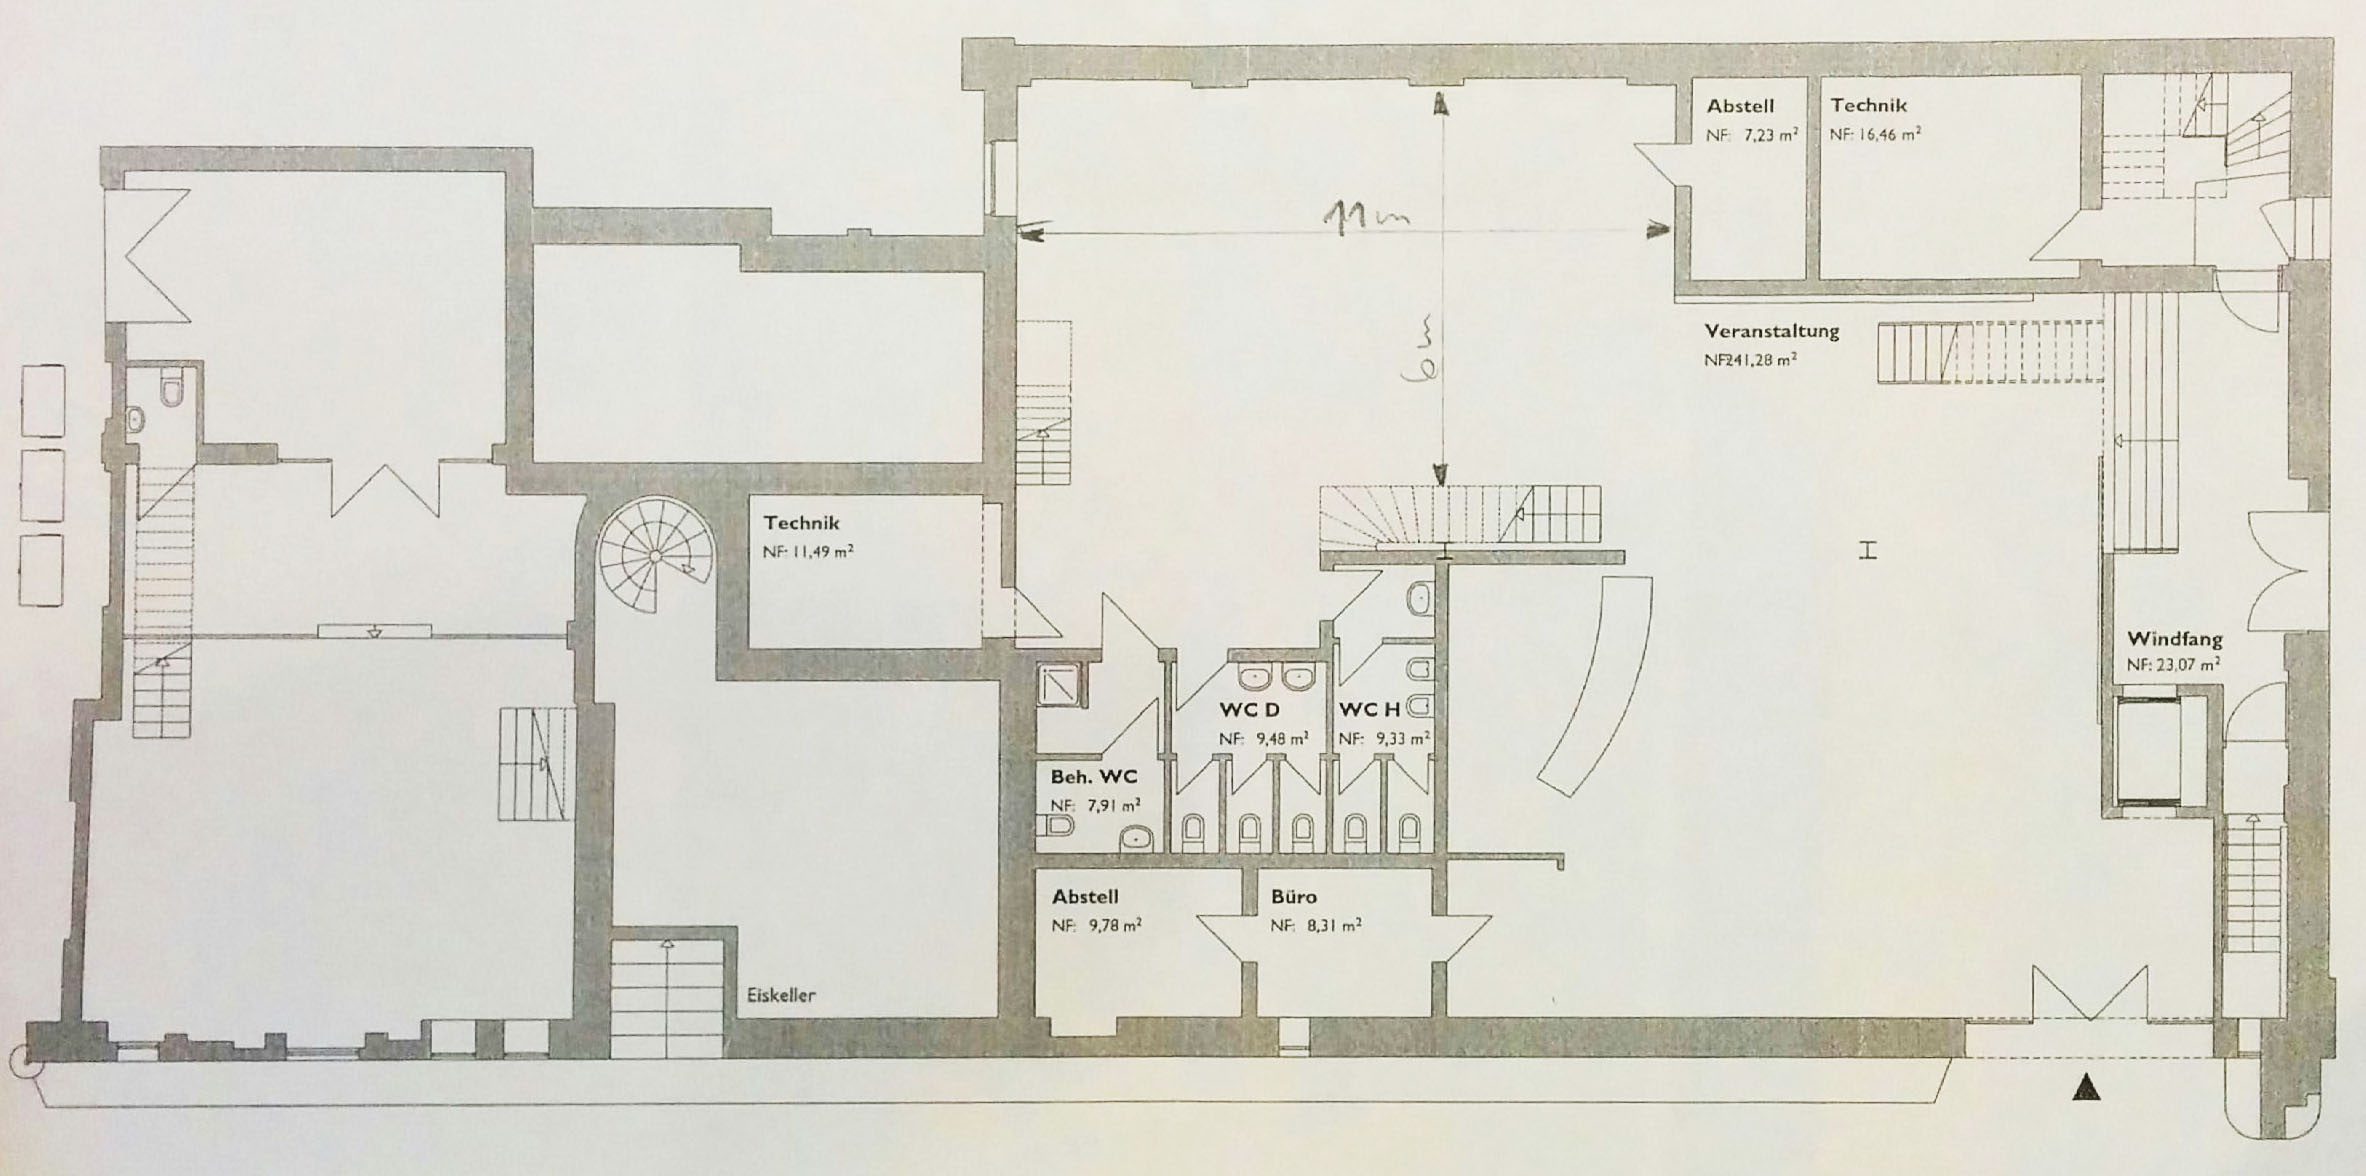 Abstell
NF: 7,23 m²
Technik
NF: 16,46 m²
11m
6m
Veranstaltung
NF241,28 m²
Technik
NF: 11,49 m²
Windfang
NF: 23,07 m²
WC D
NF: 9,48 m²
WC H
NF: 9,33 m²
Beh. WC
NF: 7,91 m²
Abstell
NF: 9,78 m²
Büro
NF: 8,31 m²
Eiskeller